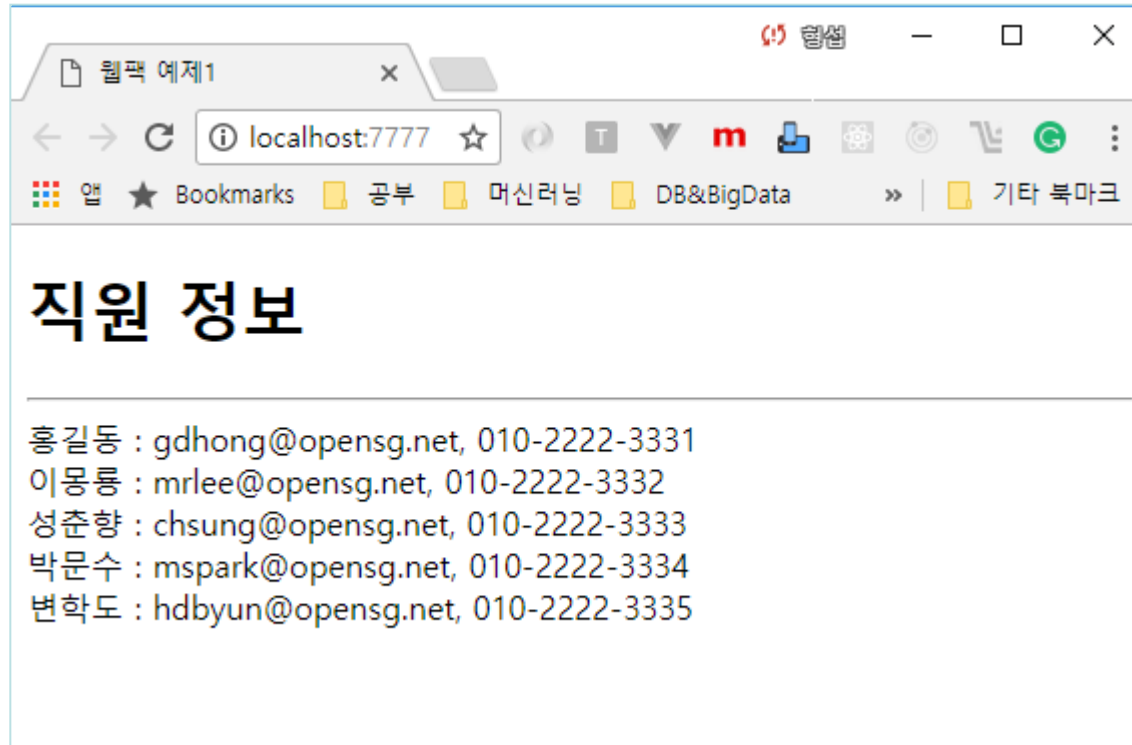 형섭
웹팩 예제1
localhost:7777
앱 Bookmarks 공부 머신러닝 DB&BigData » 기타 북마크
직원 정보
홍길동 : gdhong@opensg.net, 010-2222-3331
이몽룡 : mrlee@opensg.net, 010-2222-3332
성춘향 : chsung@opensg.net, 010-2222-3333
박문수 : mspark@opensg.net, 010-2222-3334
변학도 : hdbyun@opensg.net, 010-2222-3335